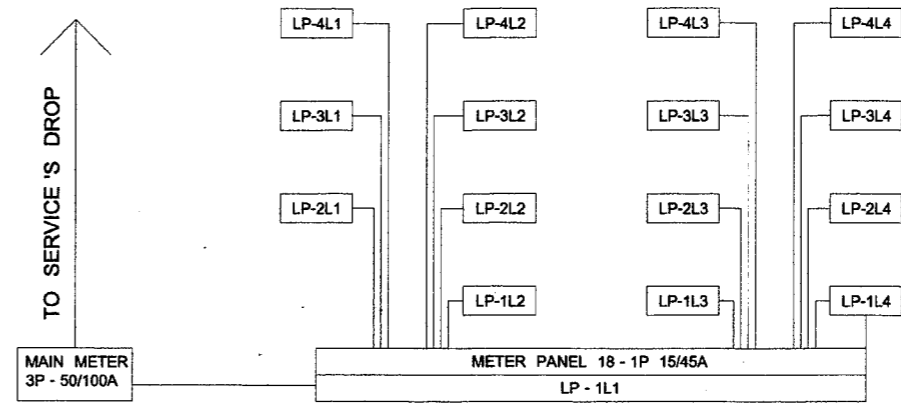 LP-4L1
LP-4L2
LP-4L3
LP-4L4
LP-3L1
LP-3L2
LP-3L3
LP-3L4
LP-2L1
LP-2L2
LP-2L3
LP-2L4
LP-1L2
LP-1L3
LP-1L4
TO SERVICE'S DROP
MAIN METER
3P - 50/100A
METER PANEL 18 - 1P 15/45A
LP - 1L1